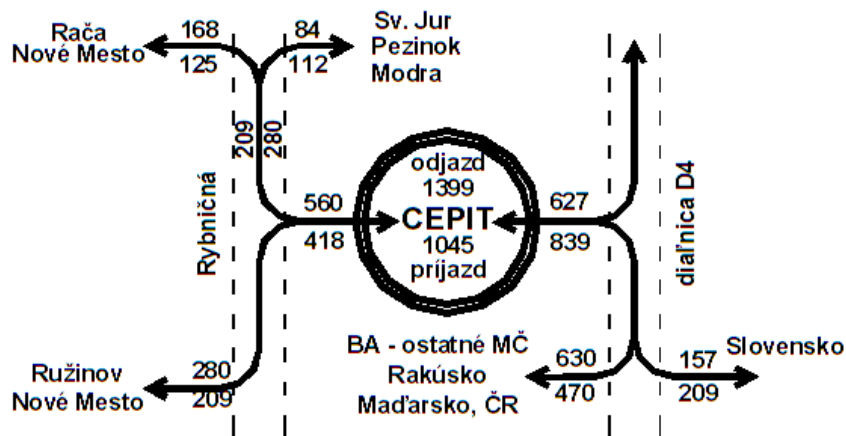 Rača
Nové Mesto
168
125
84
112
Sv. Jur
Pezinok
Modra
209
280
Rybničná
560
418
odjazd
1399
CEPIT
1045
príjazd
627
839
diaľnica D4
Ružinov
Nové Mesto
280
209
BA - ostatné MČ
Rakúsko
Maďarsko, ČR
630
470
157
209
Slovensko